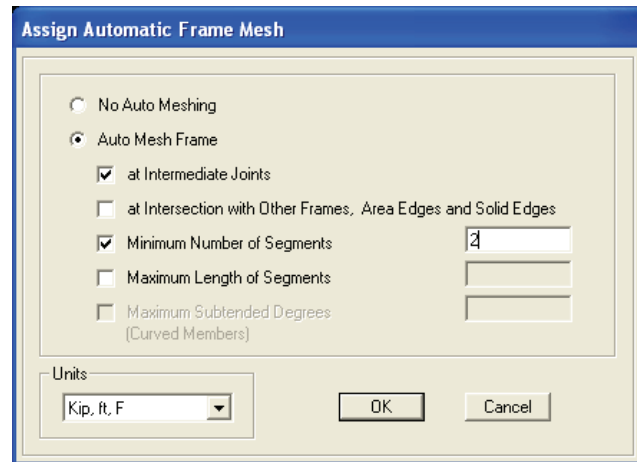 Assign Automatic Frame Mesh
No Auto Meshing
Auto Mesh Frame
at Intermediate Joints
at Intersection with Other Frames, Area Edges and Solid Edges
Minimum Number of Segments 2
Maximum Length of Segments
Maximum Subtended Degrees
(Curved Members)
Units
Kip, ft, F
OK Cancel